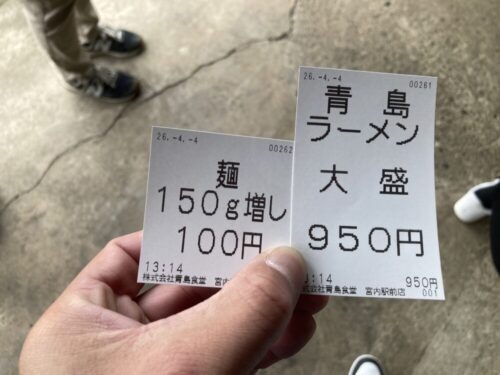 26.-4.-4
00262
麺
150g増し
100円
13:14
株式会社青島食堂 宮内
26.-4.-4
00261
青島
ラーメン
大盛
950円
:14
950円
式会社青島食堂 宮内駅前店
001